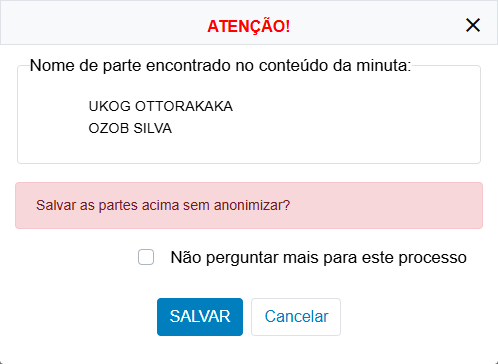 ATENÇÃO!
Nome de parte encontrado no conteúdo da minuta:
UKOG OTTORAKAKA
OZOB SILVA
Salvar as partes acima sem anonimizar?
Não perguntar mais para este processo
SALVAR Cancelar